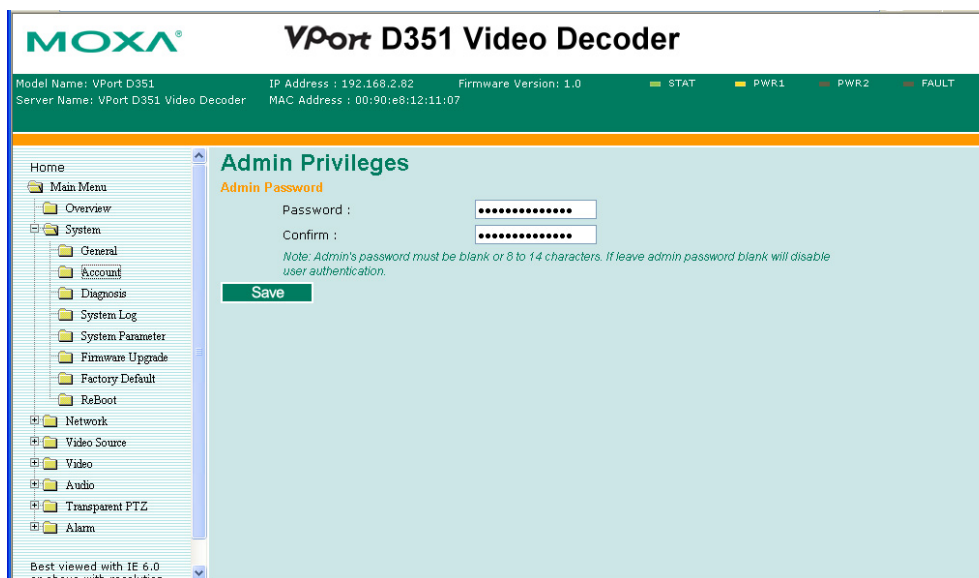 MOXA®
VPort D351 Video Decoder
Model Name: VPort D351
IP Address : 192.168.2.82
Firmware Version: 1.0
STAT
PWR1
PWR2
FAULT
Server Name: VPort D351 Video Decoder
MAC Address : 00:90:e8:12:11:07
Home
Main Menu
Overview
System
General
Account
Diagnosis
System Log
System Parameter
Firmware Upgrade
Factory Default
ReBoot
Network
Video Source
Video
Audio
Transparent PTZ
Alarm
Best viewed with IE 6.0
or above with resolution
Admin Privileges
Admin Password
Password :
Confirm :
Note: Admin's password must be blank or 8 to 14 characters. If leave admin password blank will disable
user authentication.
Save